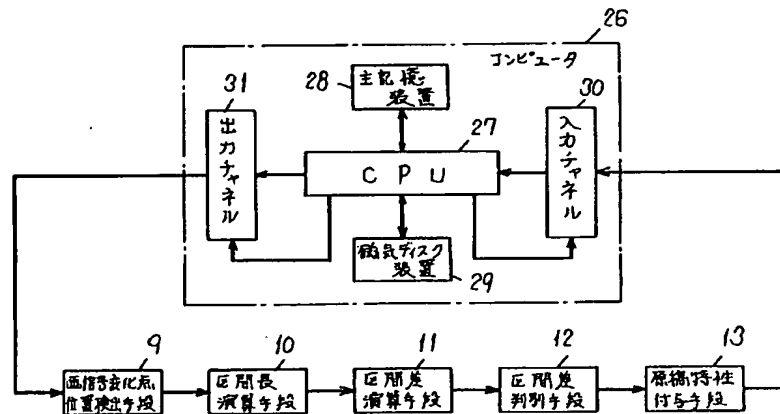 26
コンピュータ
31
出力チャネル
28
主記憶
装置
30
入力チャネル
27
CPU
磁気ディスク
装置
29
9
画信号変化点
位置検出手段
10
区間長
演算手段
11
区間差
演算手段
12
区間差
判別手段
13
原稿特性
付与手段